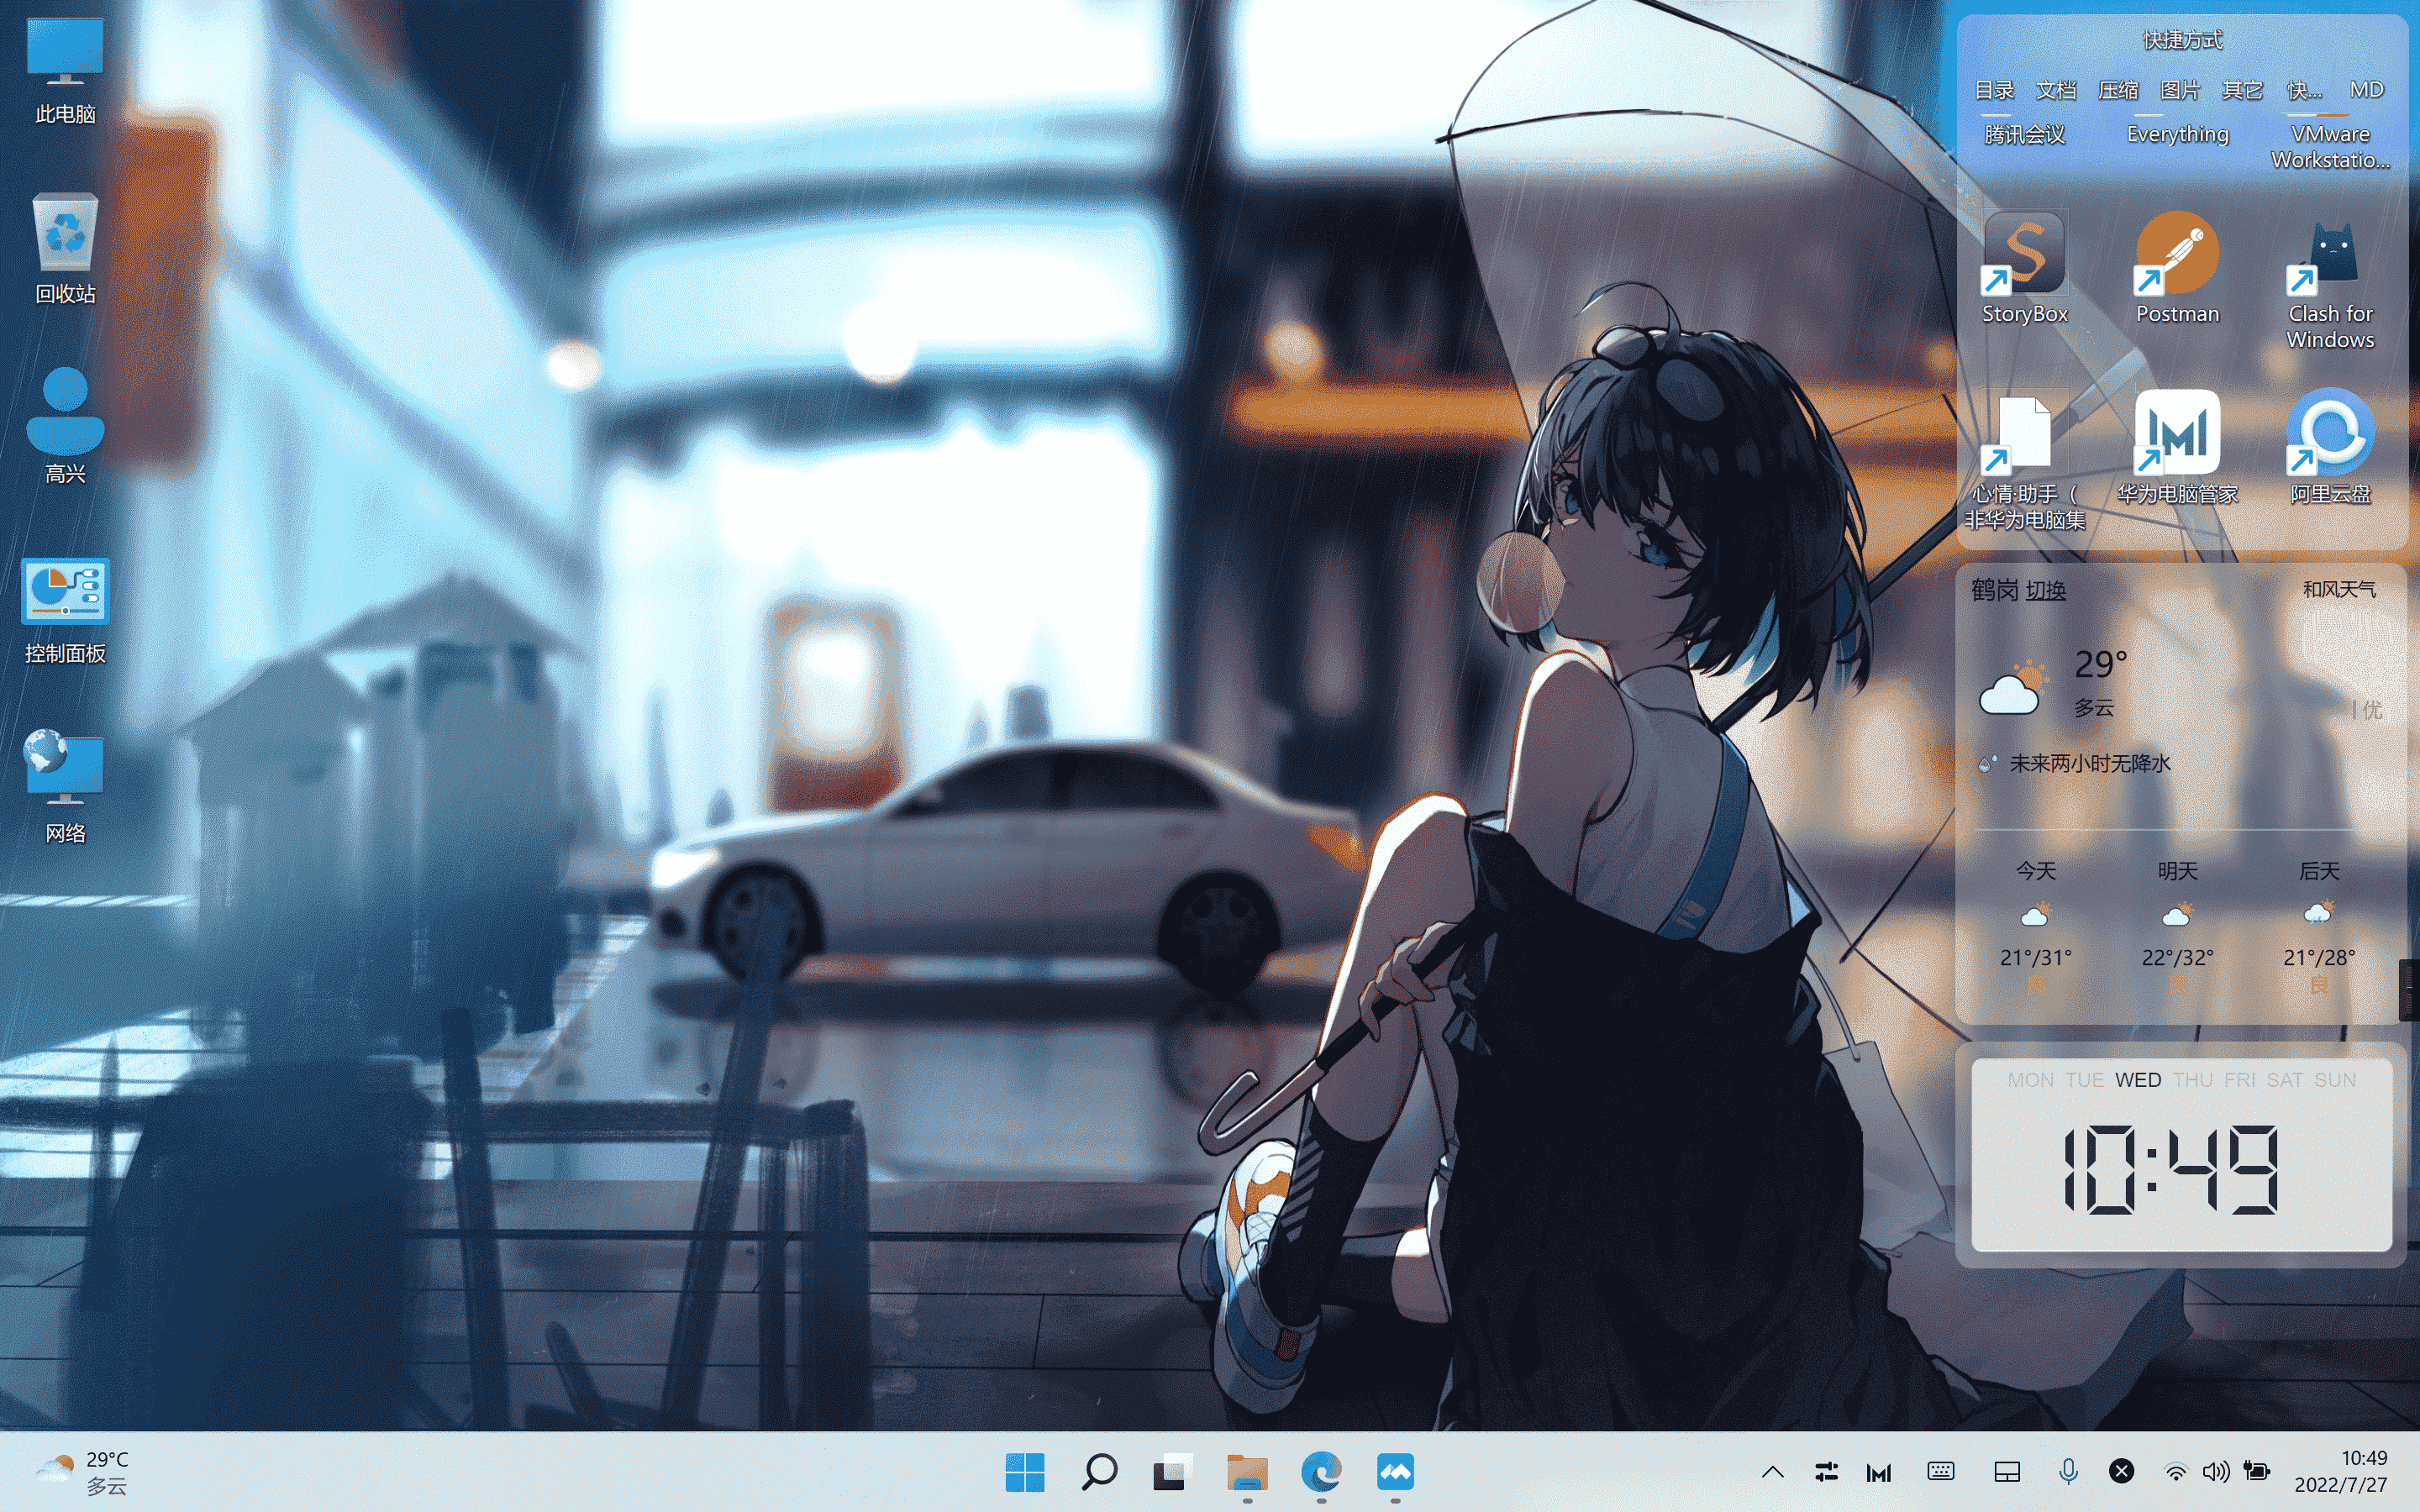 此电脑
回收站
高兴
控制面板
网络
快捷方式
目录 文档 压缩 图片 其它 快... MD
腾讯会议 Everything VMware
Workstatio...
StoryBox Postman Clash for
Windows
心情·助手（ 华为电脑管家 阿里云盘
非华为电脑集
鹤岗 切换 和风天气
29°
多云 | 优
未来两小时无降水
今天 明天 后天
21°/31° 22°/32° 21°/28°
良 良 良
MON TUE WED THU FRI SAT SUN
10:49
29°C
多云
10:49
2022/7/27